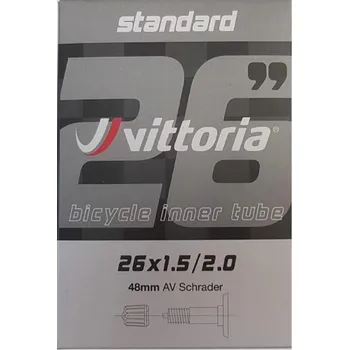 standard
26”
vittoria®
bicycle inner tube
26x1.5/2.0
48mm AV Schrader